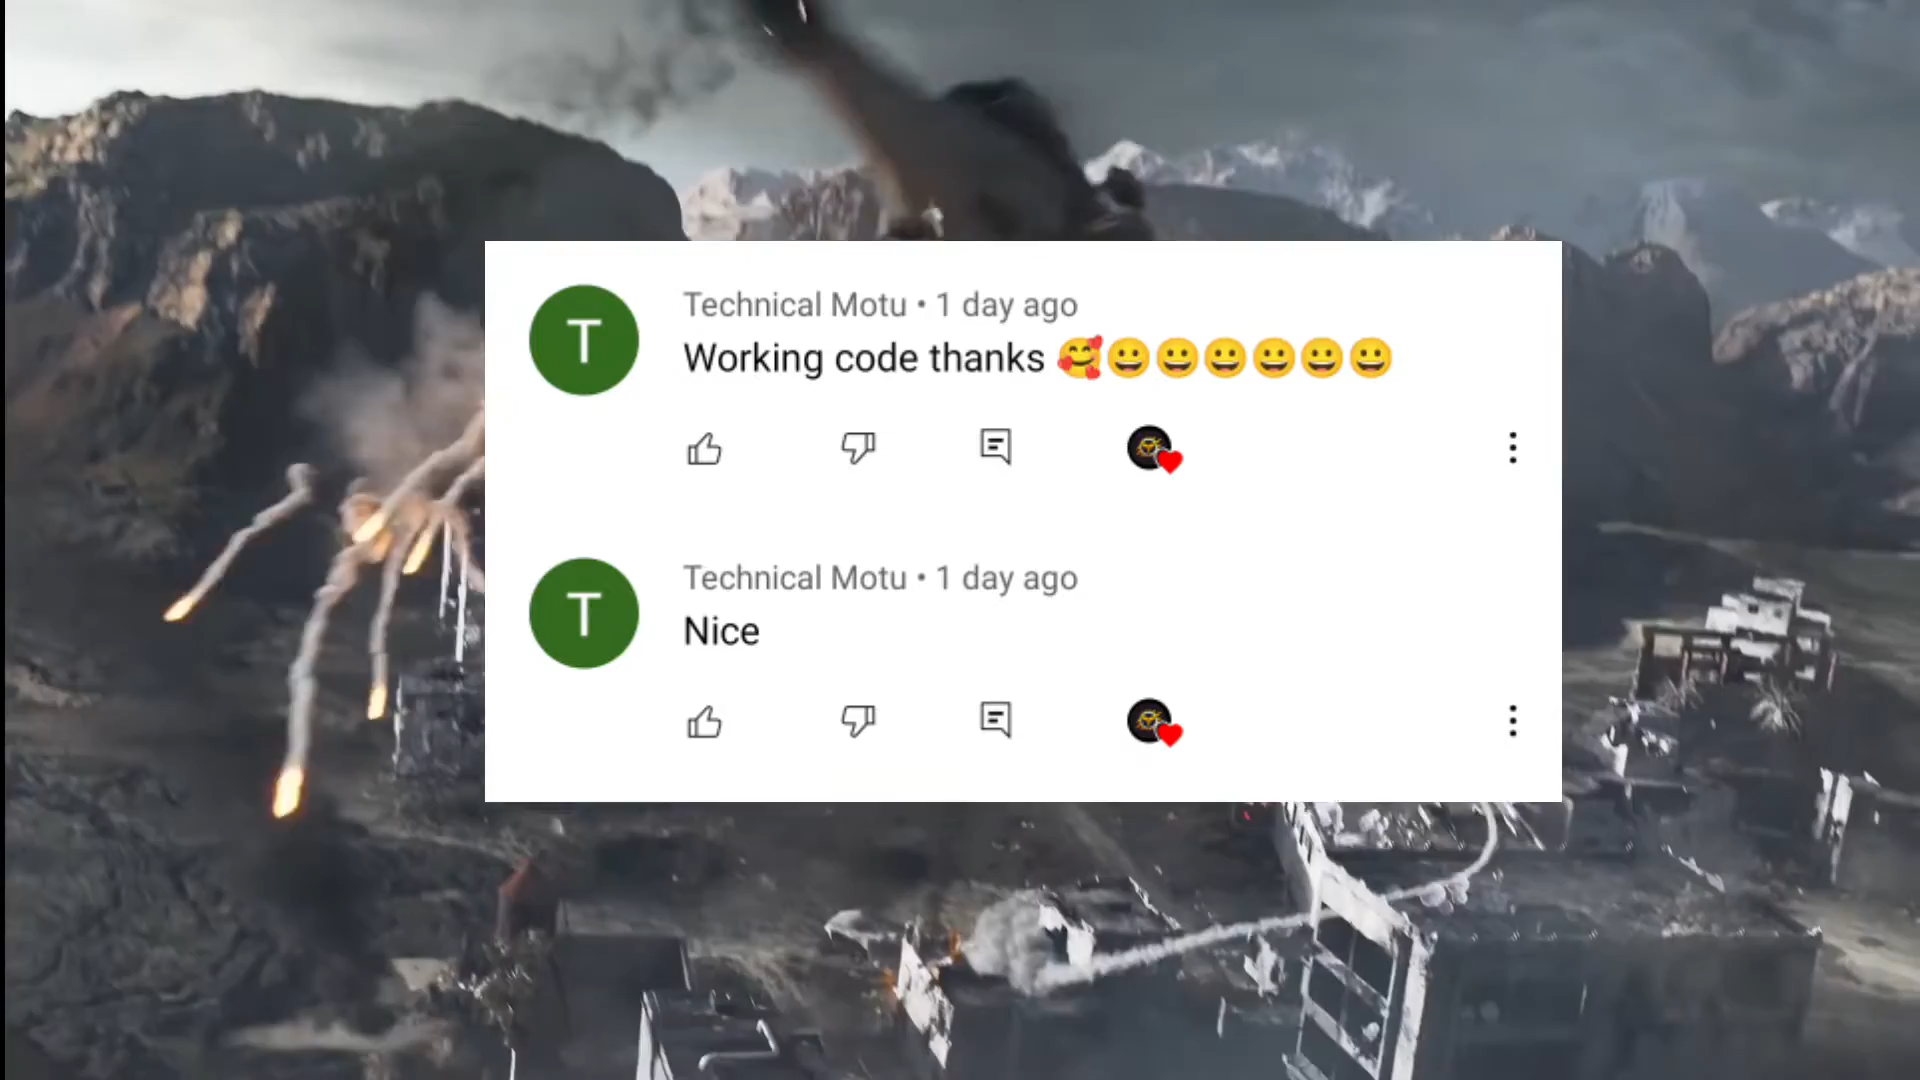 T
Technical Motu • 1 day ago
Working code thanks 🥰😀😀😀😀😀😀
T
Technical Motu • 1 day ago
Nice